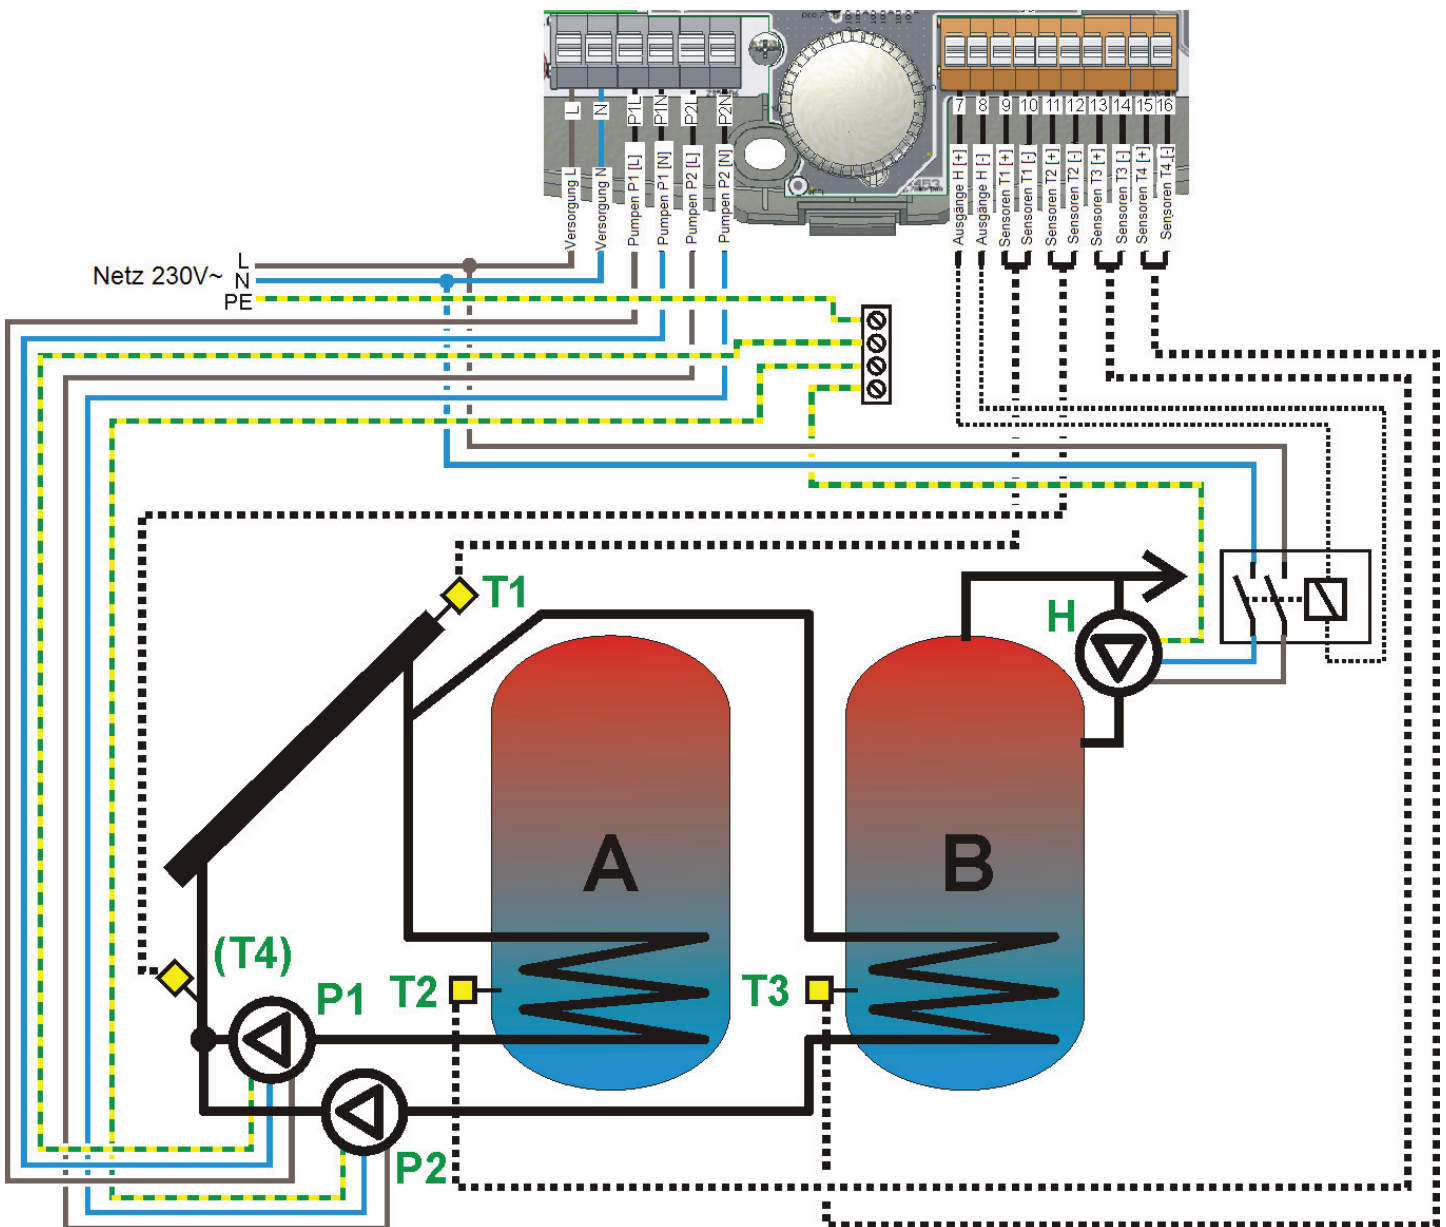 L
N
P1L
P1N
P2L
P2N
7
8
9
10
11
12
13
14
15
16
Versorgung L
Versorgung N
Pumpen P1 [L]
Pumpen P1 [N]
Pumpen P2 [L]
Pumpen P2 [N]
Ausgänge H [+]
Ausgänge H [-]
Sensoren T1 [+]
Sensoren T1 [-]
Sensoren T2 [+]
Sensoren T2 [-]
Sensoren T3 [+]
Sensoren T3 [-]
Sensoren T4 [+]
Sensoren T4 [-]
Netz 230V~
L
N
PE
T1
H
A
B
(T4)
P1
T2
T3
P2